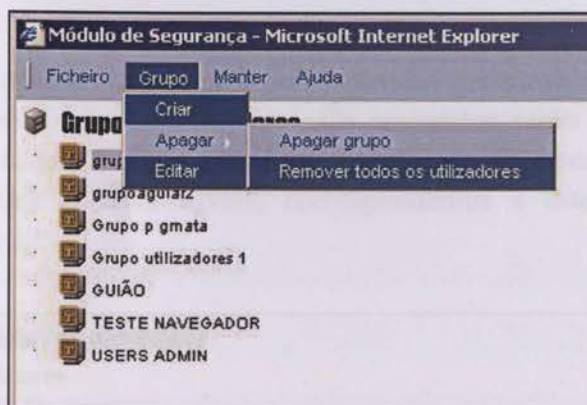 Módulo de Segurança - Microsoft Internet Explorer
Ficheiro Grupo Manter Ajuda
Criar
Apagar
Editar
Apagar grupo
Remover todos os utilizadores
grupoaguiar2
Grupo p gmata
Grupo utilizadores 1
GUIÃO
TESTE NAVEGADOR
USERS ADMIN